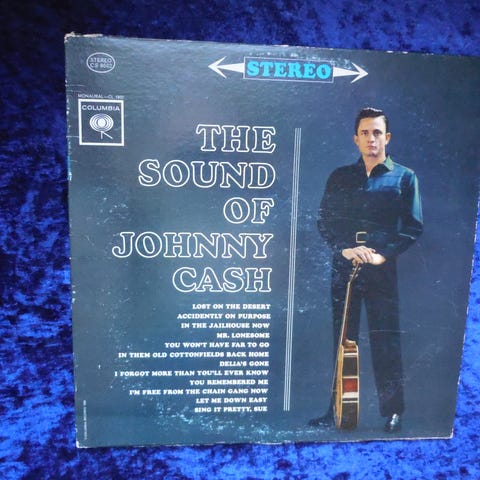 STEREO
STEREO
MONAURAL—CL 1802
COLUMBIA
THE
SOUND
OF
JOHNNY
CASH
LOST ON THE DESERT
ACCIDENTLY ON PURPOSE
IN THE JAILHOUSE NOW
MR. LONESOME
YOU WON'T HAVE FAR TO GO
IN THEM OLD COTTONFIELDS BACK HOME
DELIA'S GONE
I FORGOT MORE THAN YOU'LL EVER KNOW
YOU REMEMBERED ME
I'M FREE FROM THE CHAIN GANG NOW
LET ME DOWN EASY
SING IT PRETTY, SUE